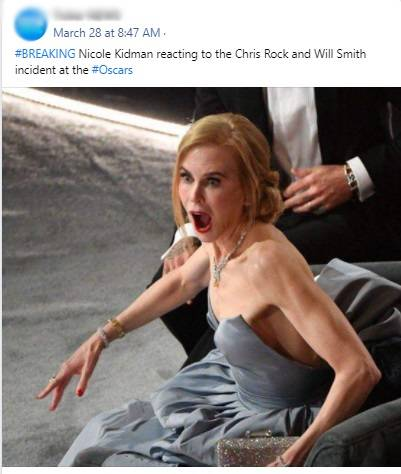 March 28 at 8:47 AM ·
#BREAKING Nicole Kidman reacting to the Chris Rock and Will Smith
incident at the #Oscars